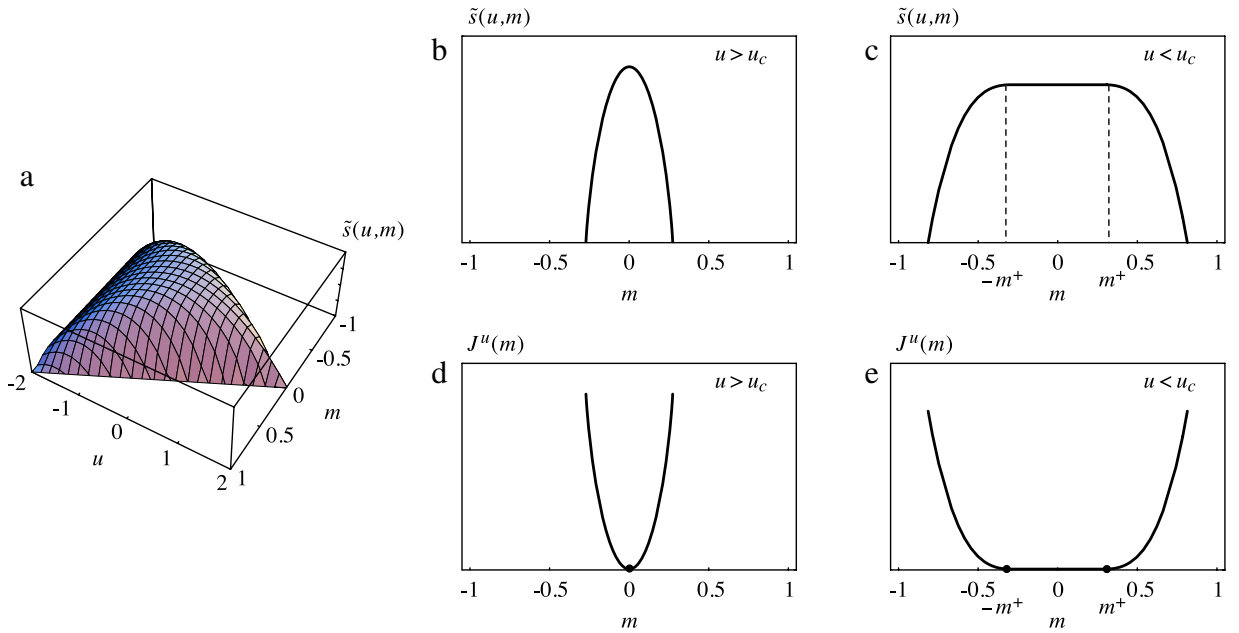 a
s̃(u,m)
-2
-1
0
1
2
u
-1
-0.5
0
0.5
1
m
s̃(u,m)
b
u > u_c
-1
-0.5
0
0.5
1
m
s̃(u,m)
c
u < u_c
-1
-0.5
0
0.5
1
-m⁺
m
m⁺
J^u(m)
d
u > u_c
-1
-0.5
0
0.5
1
m
J^u(m)
e
u < u_c
-1
-0.5
0
0.5
1
-m⁺
m⁺
m